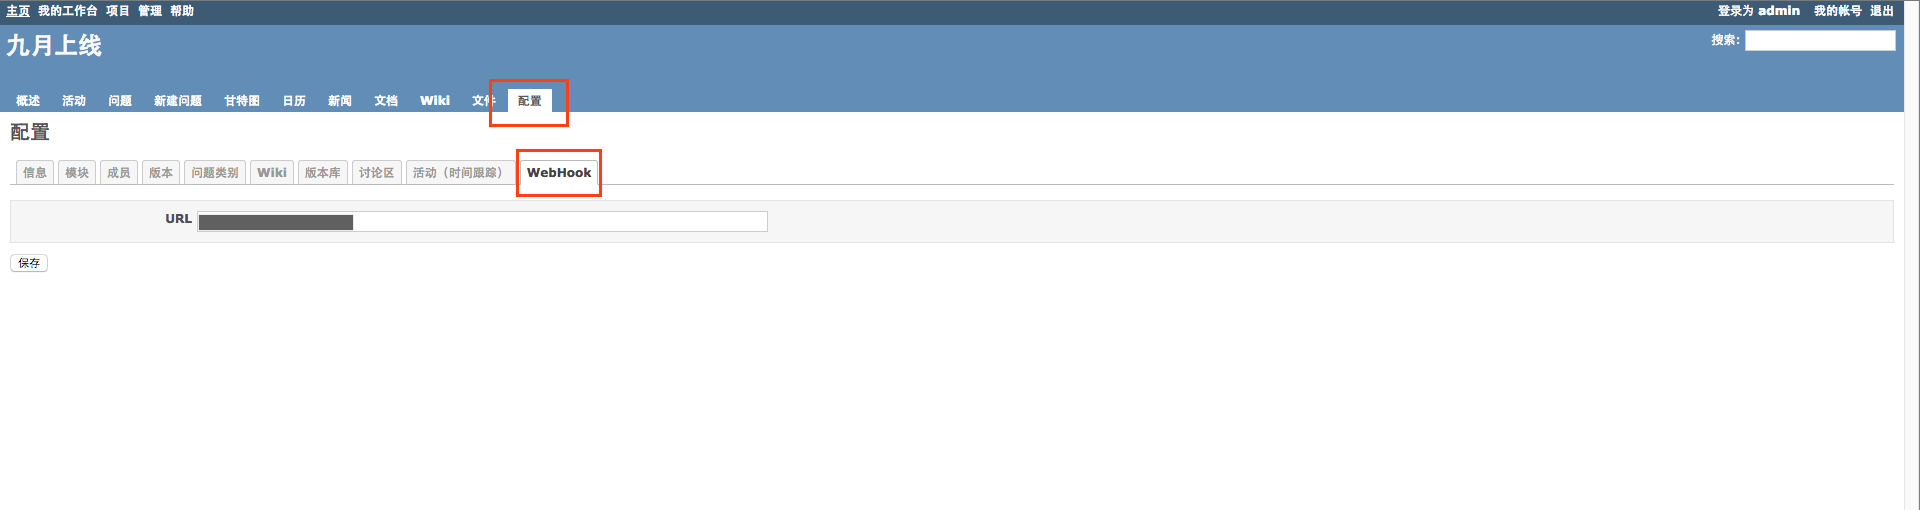 主页 我的工作台 项目 管理 帮助 登录为 admin 我的帐号 退出
九月上线 搜索:
概述 活动 问题 新建问题 甘特图 日历 新闻 文档 Wiki 文件 配置
配置
信息 模块 成员 版本 问题类别 Wiki 版本库 讨论区 活动（时间跟踪） WebHook
URL
保存